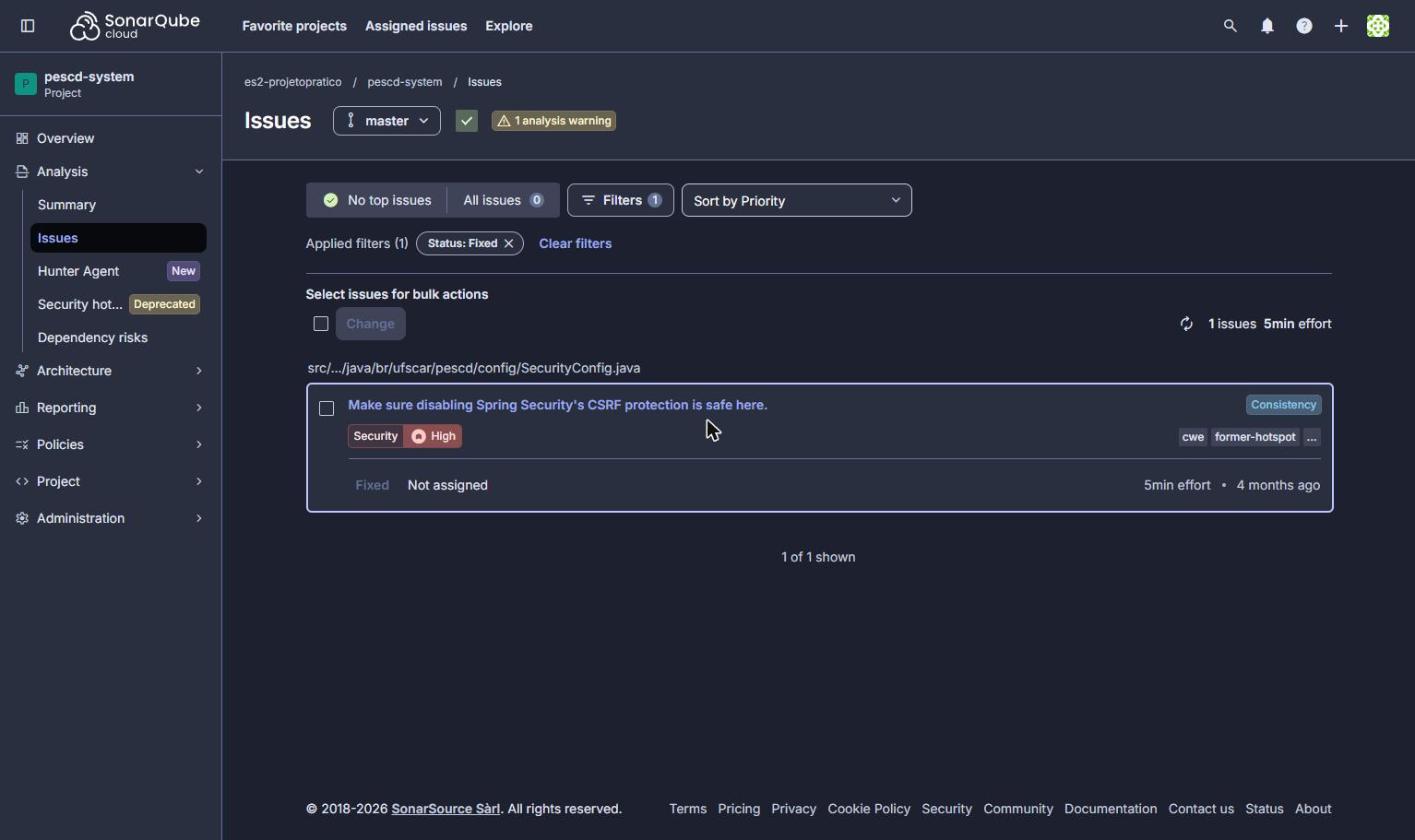 SonarQube cloud
Favorite projects Assigned issues Explore
P pescd-system
Project
Overview
Analysis
Summary
Issues
Hunter Agent New
Security hot... Deprecated
Dependency risks
Architecture
Reporting
Policies
Project
Administration
es2-projetopratico / pescd-system / Issues
Issues master 1 analysis warning
No top issues All issues 0 Filters 1 Sort by Priority
Applied filters (1) Status: Fixed Clear filters
Select issues for bulk actions
Change 1 issues 5min effort
src/.../java/br/ufscar/pescd/config/SecurityConfig.java
Make sure disabling Spring Security's CSRF protection is safe here. Consistency
Security High cwe former-hotspot ...
Fixed Not assigned 5min effort • 4 months ago
1 of 1 shown
© 2018-2026 SonarSource Sàrl. All rights reserved. Terms Pricing Privacy Cookie Policy Security Community Documentation Contact us Status About